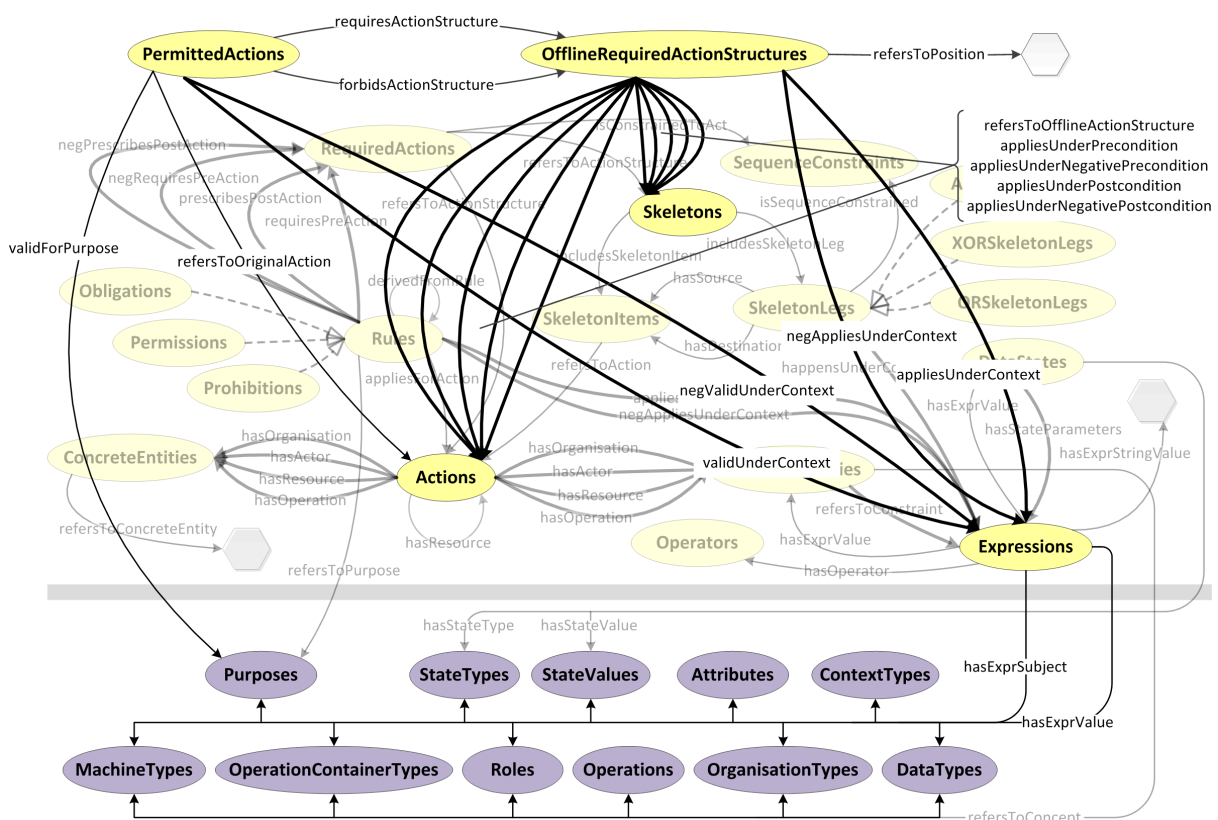 requiresActionStructure
PermittedActions
OfflineRequiredActionStructures
refersToPosition
forbidsActionStructure
isConstrainedToAct
negPrescribesPostAction
RequiredActions
refersToActionStructure
SequenceConstraints
refersToOfflineActionStructure
appliesUnderPrecondition
appliesUnderNegativePrecondition
appliesUnderPostcondition
appliesUnderNegativePostcondition
negRequiresPreAction
prescribesPostAction
requiresPreAction
refersToActionStructure
Skeletons
isSequenceConstrained
validForPurpose
refersToOriginalAction
includesSkeletonLeg
includesSkeletonItem
XORSkeletonLegs
Obligations
derivedFromRule
hasSource
SkeletonLegs
ORSkeletonLegs
Permissions
Rules
SkeletonItems
negAppliesUnderContext
hasDestination
DataStates
Prohibitions
appliesForAction
refersToAction
happensUnderC
appliesUnderContext
negValidUnderContext
applie
negAppliesUnderContext
hasExprValue
hasStateParameters
hasOrganisation
ConcreteEntities
hasActor
hasResource
hasOperation
Actions
hasOrganisation
hasActor
hasResource
hasOperation
validUnderContext
ies
hasExprStringValue
refersToConstraint
refersToConcreteEntity
hasResource
Operators
hasExprValue
Expressions
refersToPurpose
hasOperator
hasStateType
hasStateValue
Purposes
StateTypes
StateValues
Attributes
ContextTypes
hasExprSubject
hasExprValue
MachineTypes
OperationContainerTypes
Roles
Operations
OrganisationTypes
DataTypes
refersToConcept